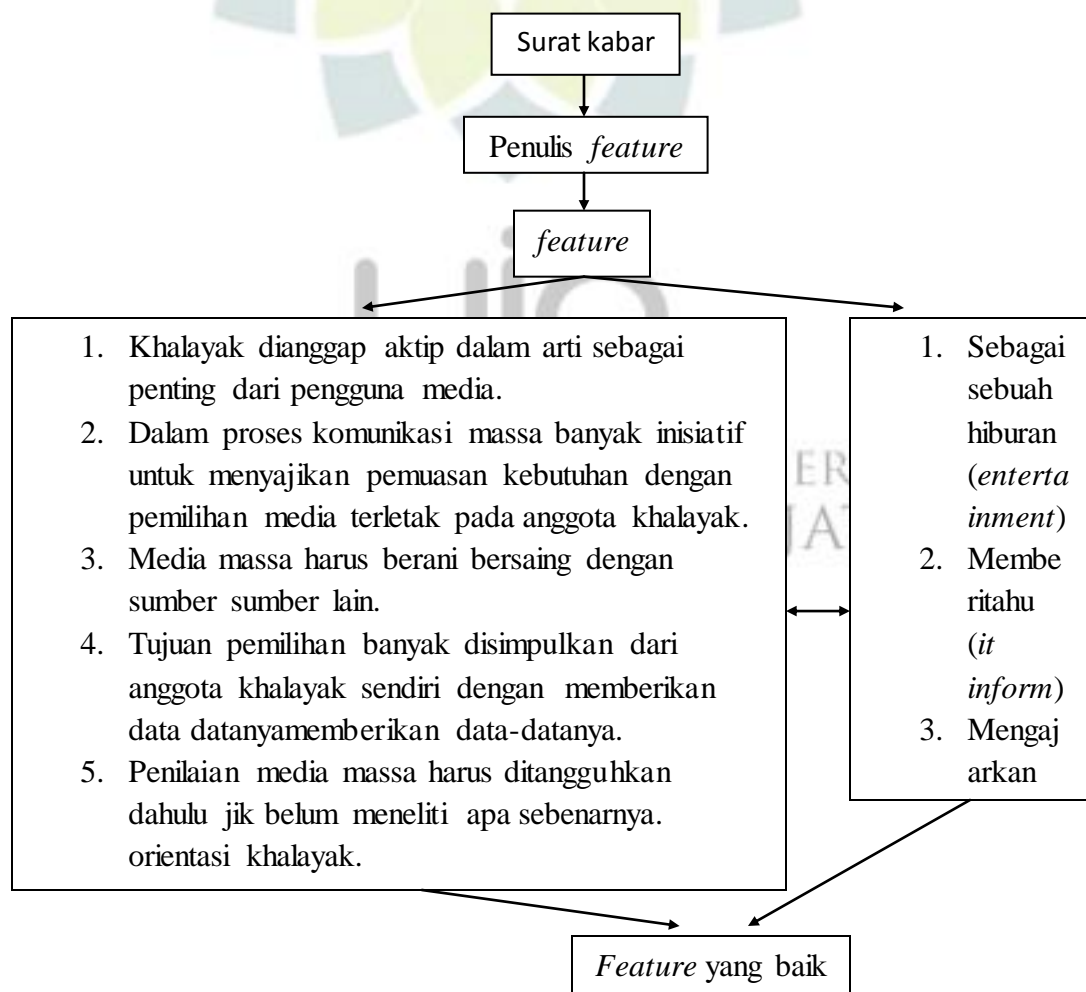 Surat kabar
Penulis feature
feature
1. Khalayak dianggap aktip dalam arti sebagai
penting dari pengguna media.
2. Dalam proses komunikasi massa banyak inisiatif
untuk menyajikan pemuasan kebutuhan dengan
pemilihan media terletak pada anggota khalayak.
3. Media massa harus berani bersaing dengan
sumber sumber lain.
4. Tujuan pemilihan banyak disimpulkan dari
anggota khalayak sendiri dengan memberikan
data datanyamemberikan data-datanya.
5. Penilaian media massa harus ditangguhkan
dahulu jik belum meneliti apa sebenarnya.
orientasi khalayak.
1. Sebagai
sebuah
hiburan
(enterta
inment)
2. Membe
ritahu
(it
inform)
3. Mengaj
arkan
Feature yang baik